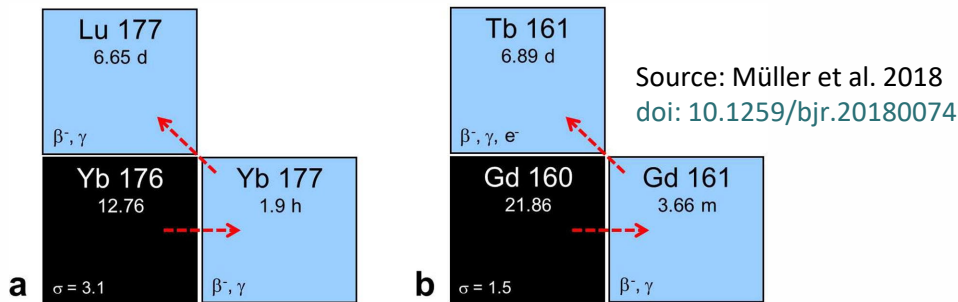 Lu 177
6.65 d
β⁻, γ
Yb 176
12.76
σ = 3.1
Yb 177
1.9 h
β⁻, γ
a
Tb 161
6.89 d
β⁻, γ, e⁻
Gd 160
21.86
σ = 1.5
Gd 161
3.66 m
β⁻, γ
b
Source: Müller et al. 2018
doi: 10.1259/bjr.20180074